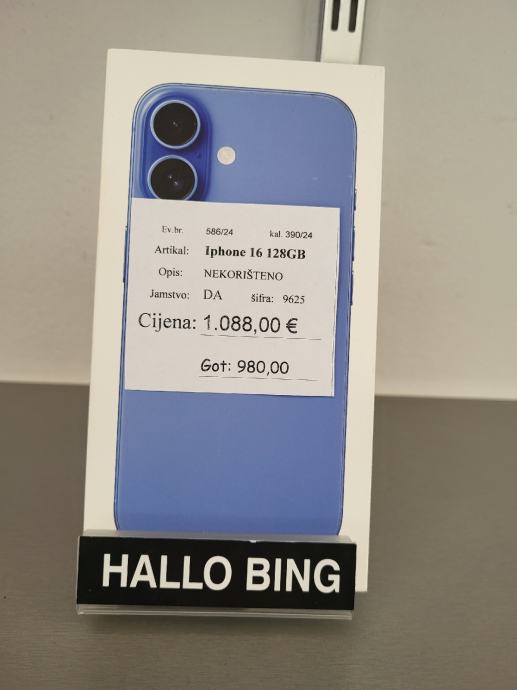 Ev.br. 586/24 kal. 390/24
Artikal: Iphone 16 128GB
Opis: NEKORIŠTENO
Jamstvo: DA šifra: 9625
Cijena: 1.088,00 €
Got: 980,00
HALLO BING